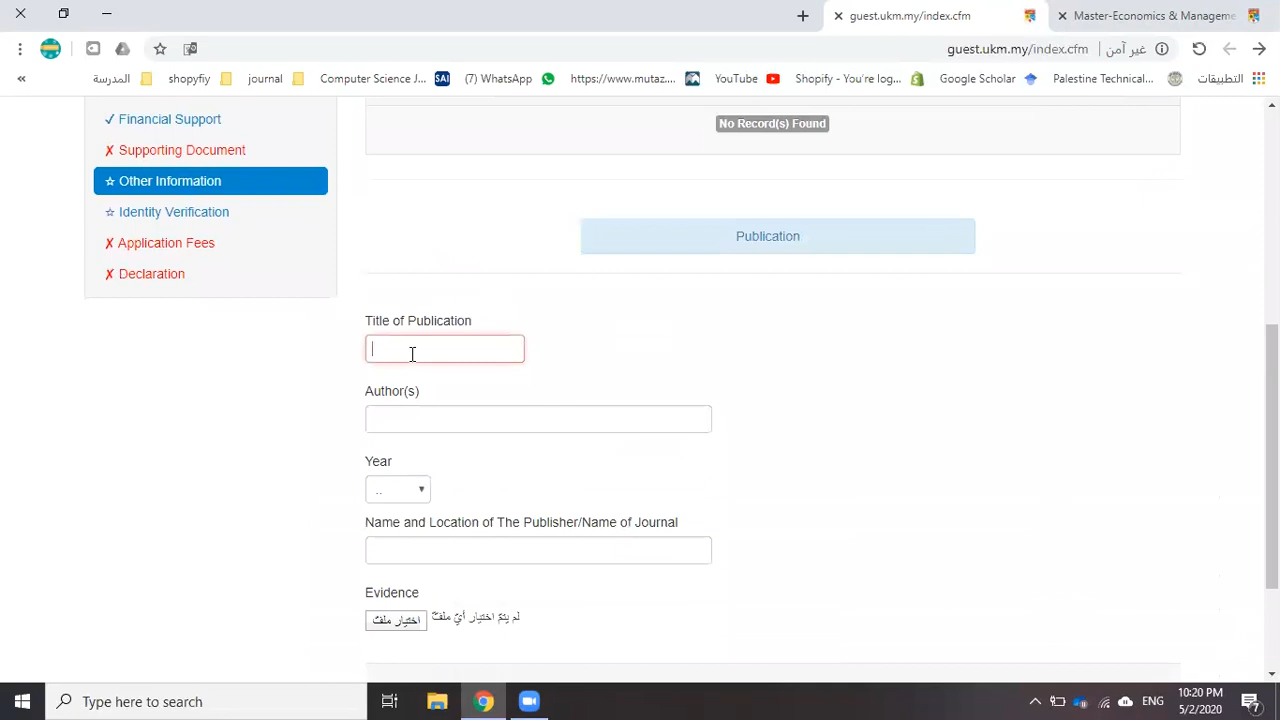 guest.ukm.my/index.cfm
Master-Economics & Manageme
guest.ukm.my/index.cfm
غير آمن
المدرسة
shopyfiy
journal
Computer Science J...
SAI
(7) WhatsApp
https://www.mutaz....
YouTube
Shopify - You're log...
Google Scholar
Palestine Technical...
التطبيقات
Financial Support
No Record(s) Found
Supporting Document
Other Information
Identity Verification
Application Fees
Declaration
Publication
Title of Publication
Author(s)
Year
..
Name and Location of The Publisher/Name of Journal
Evidence
اختيار ملف
لم يتم اختيار أيّ ملف
Type here to search
ENG
10:20 PM
5/2/2020
7